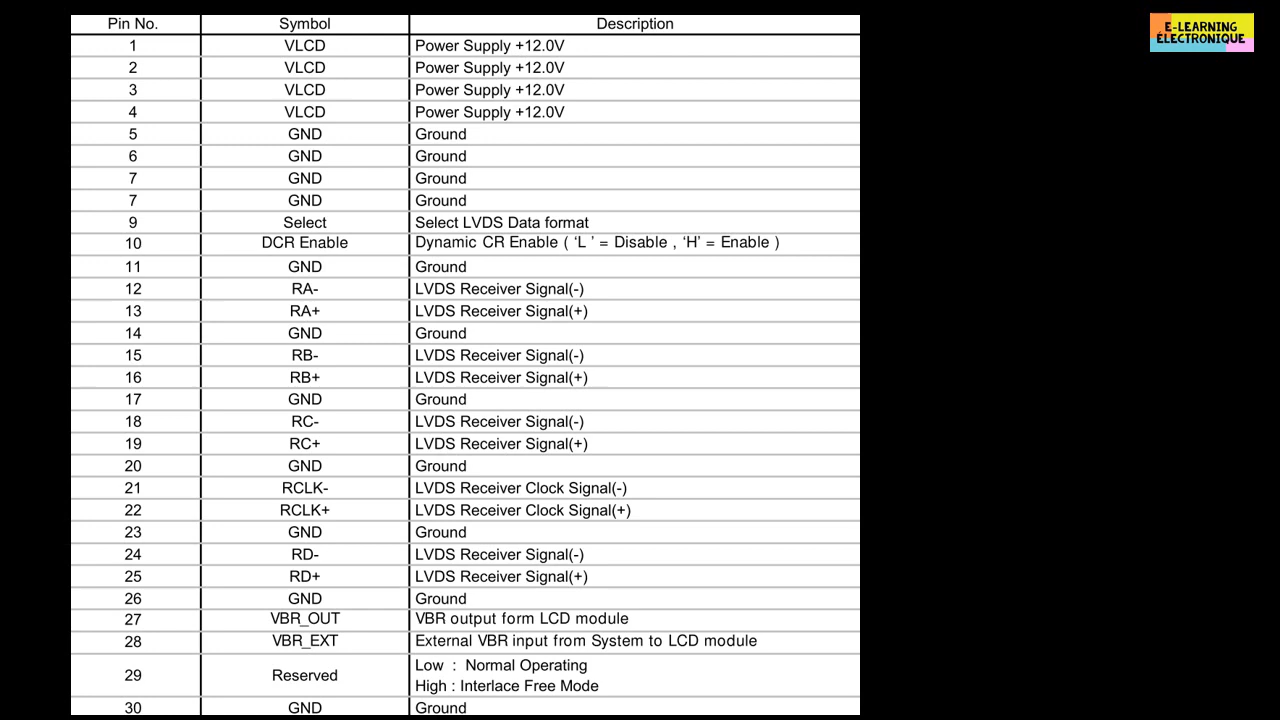 Pin No. Symbol Description
1 VLCD Power Supply +12.0V
2 VLCD Power Supply +12.0V
3 VLCD Power Supply +12.0V
4 VLCD Power Supply +12.0V
5 GND Ground
6 GND Ground
7 GND Ground
7 GND Ground
9 Select Select LVDS Data format
10 DCR Enable Dynamic CR Enable ( ‘L ’ = Disable , ‘H’ = Enable )
11 GND Ground
12 RA- LVDS Receiver Signal(-)
13 RA+ LVDS Receiver Signal(+)
14 GND Ground
15 RB- LVDS Receiver Signal(-)
16 RB+ LVDS Receiver Signal(+)
17 GND Ground
18 RC- LVDS Receiver Signal(-)
19 RC+ LVDS Receiver Signal(+)
20 GND Ground
21 RCLK- LVDS Receiver Clock Signal(-)
22 RCLK+ LVDS Receiver Clock Signal(+)
23 GND Ground
24 RD- LVDS Receiver Signal(-)
25 RD+ LVDS Receiver Signal(+)
26 GND Ground
27 VBR_OUT VBR output form LCD module
28 VBR_EXT External VBR input from System to LCD module
29 Reserved Low : Normal Operating
High : Interlace Free Mode
30 GND Ground
E-LEARNING
ÉLECTRONIQUE